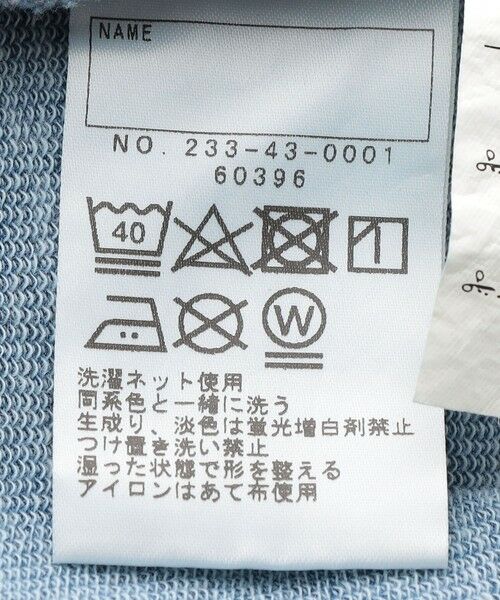 NAME
NO. 233-43-0001
60396
40
W
洗濯ネット使用
同系色と一緒に洗う
生成り、淡色は蛍光増白剤禁止
つけ置き洗い禁止
湿った状態で形を整える
アイロンはあて布使用